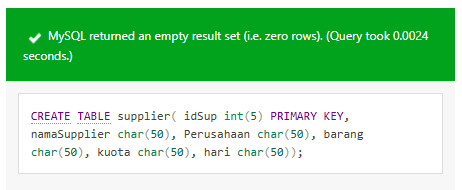 MySQL returned an empty result set (i.e. zero rows). (Query took 0.0024
seconds.)
CREATE TABLE supplier( idSup int(5) PRIMARY KEY,
namaSupplier char(50), Perusahaan char(50), barang
char(50), kuota char(50), hari char(50));